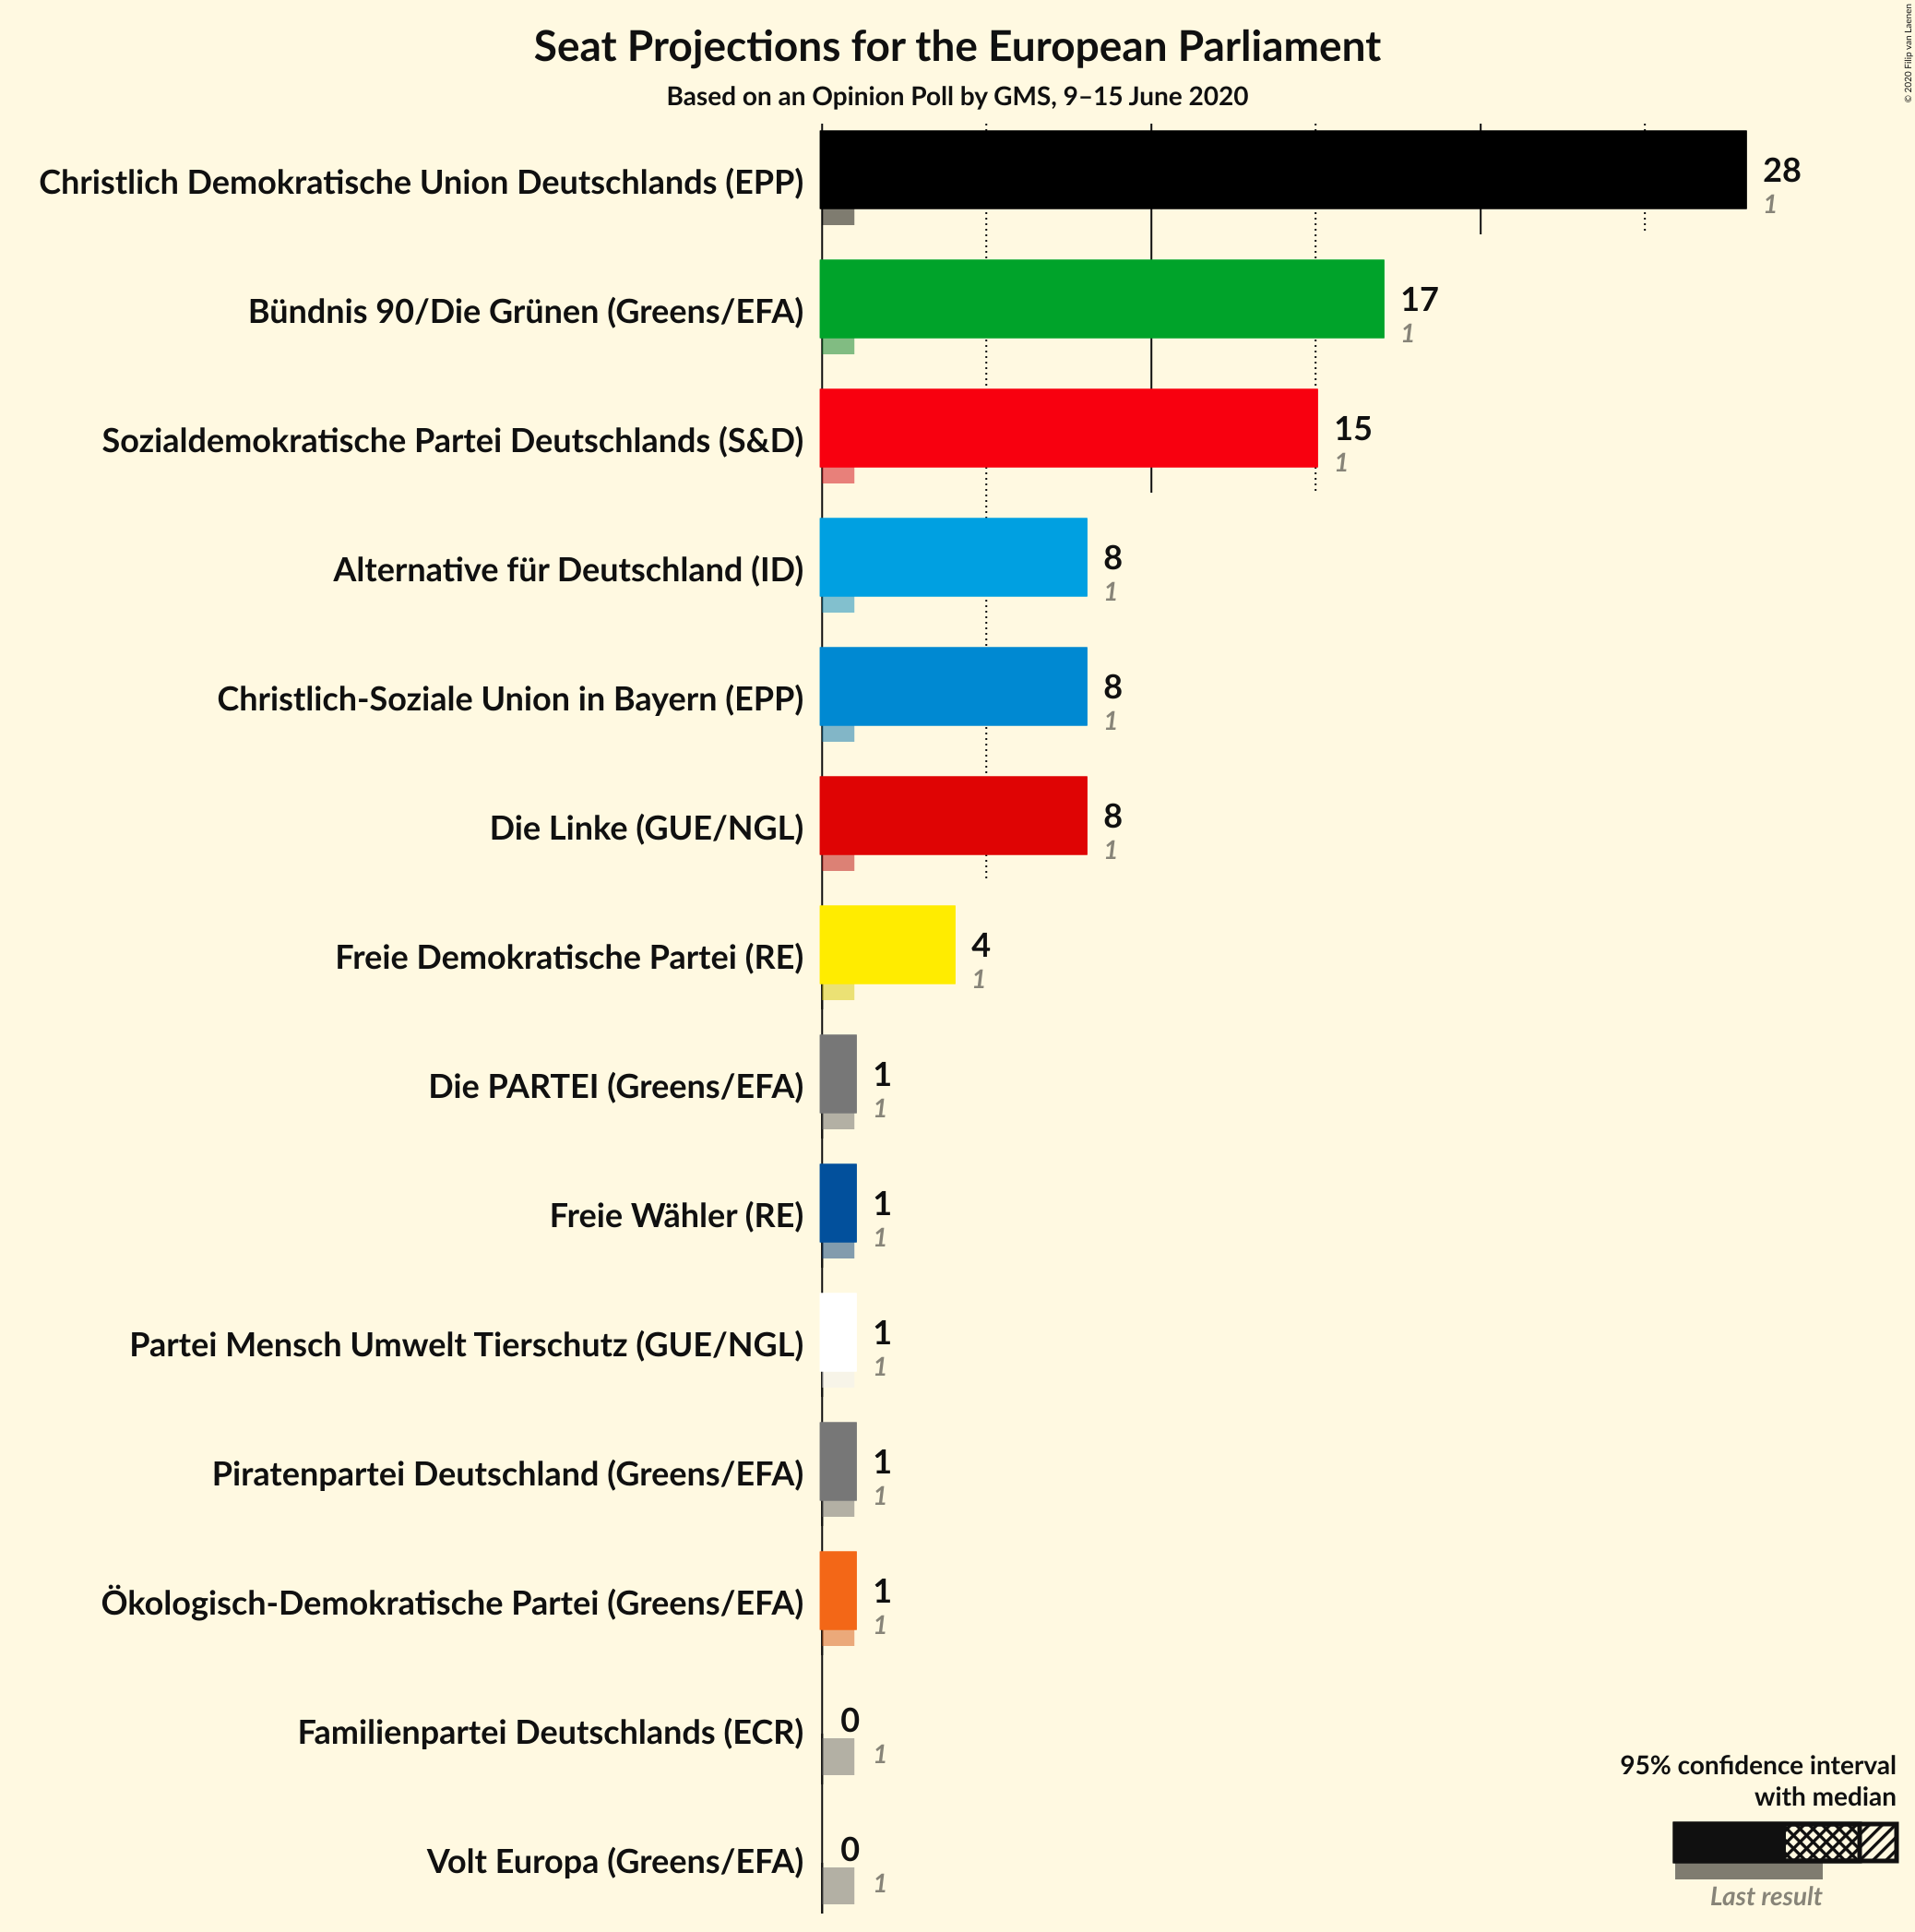 Seat Projections for the European Parliament
Based on an Opinion Poll by GMS, 9–15 June 2020
© 2020 Filip van Laenen
Christlich Demokratische Union Deutschlands (EPP)
28
1
Bündnis 90/Die Grünen (Greens/EFA)
17
1
Sozialdemokratische Partei Deutschlands (S&D)
15
1
Alternative für Deutschland (ID)
8
1
Christlich-Soziale Union in Bayern (EPP)
8
1
Die Linke (GUE/NGL)
8
1
Freie Demokratische Partei (RE)
4
1
Die PARTEI (Greens/EFA)
1
1
Freie Wähler (RE)
1
1
Partei Mensch Umwelt Tierschutz (GUE/NGL)
1
1
Piratenpartei Deutschland (Greens/EFA)
1
1
Ökologisch-Demokratische Partei (Greens/EFA)
1
1
Familienpartei Deutschlands (ECR)
0
1
Volt Europa (Greens/EFA)
0
1
95% confidence interval
with median
Last result